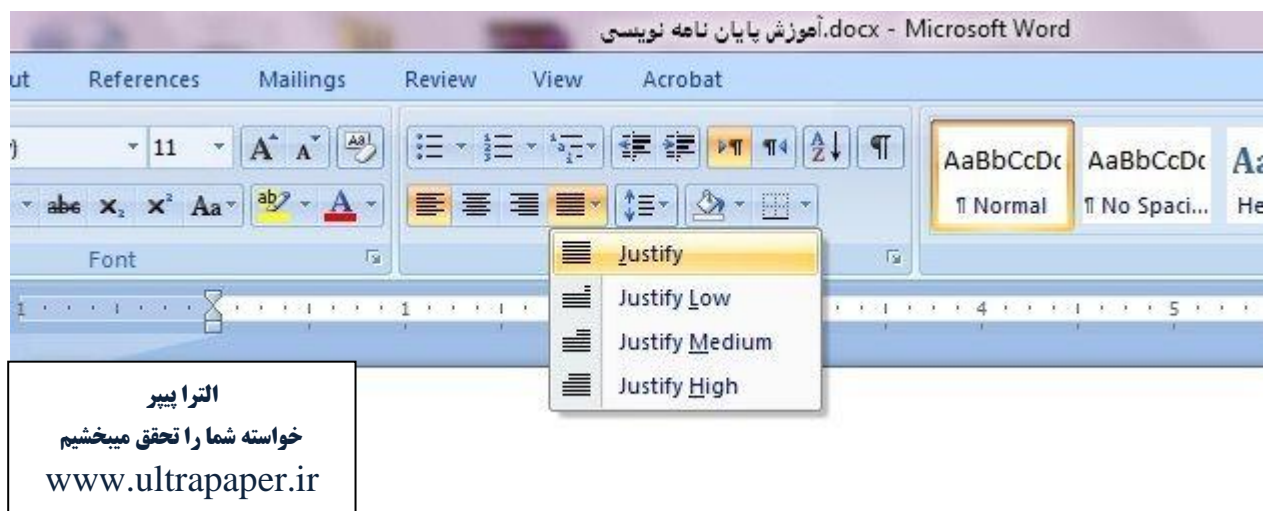 آموزش پایان نامه نویسی.docx - Microsoft Word
ut References Mailings Review View Acrobat
11
AaBbCcDc AaBbCcDc Aa
¶ Normal ¶ No Spaci... He
Font
Justify
Justify Low
Justify Medium
Justify High
1 1 4 5
الترا پیپر
خواسته شما را تحقق میبخشیم
www.ultrapaper.ir